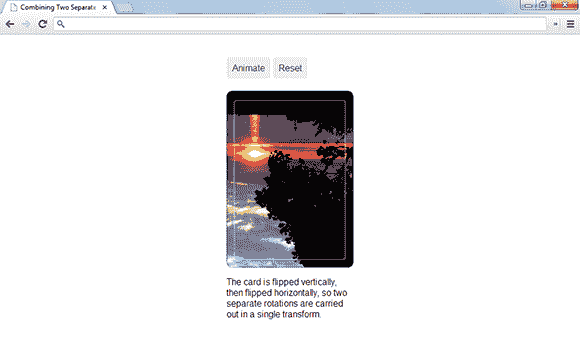 Combining Two Separate
Animate Reset
The card is flipped vertically,
then flipped horizontally, so two
separate rotations are carried
out in a single transform.